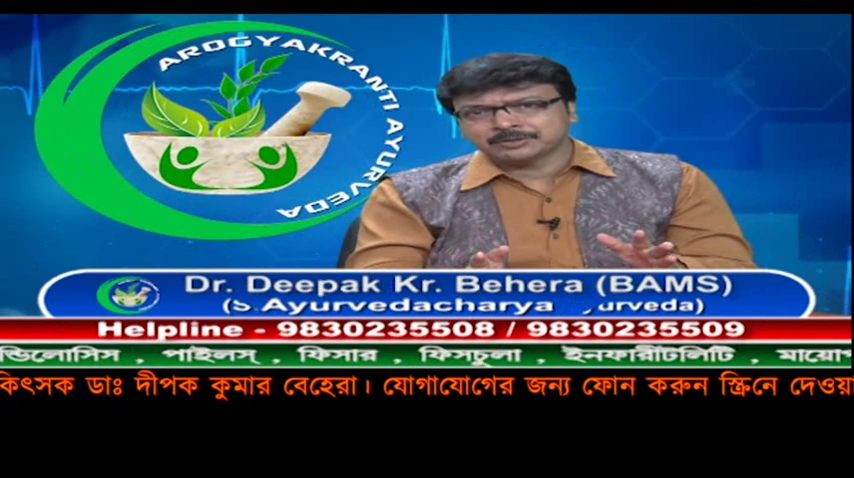 AROGYAKRANTI AYURVEDA
Dr. Deepak Kr. Behera (BAMS)
Ayurvedacharya
Helpline - 9830235508 / 9830235509
ন্ডিলোসিস , পাইলস্ , ফিসার , ফিসচুলা , ইনফারীটলিটি , মায়োপ
কিৎসক ডাঃ দীপক কুমার বেহেরা। যোগাযোগের জন্য ফোন করুন স্ক্রিনে দেওয়া